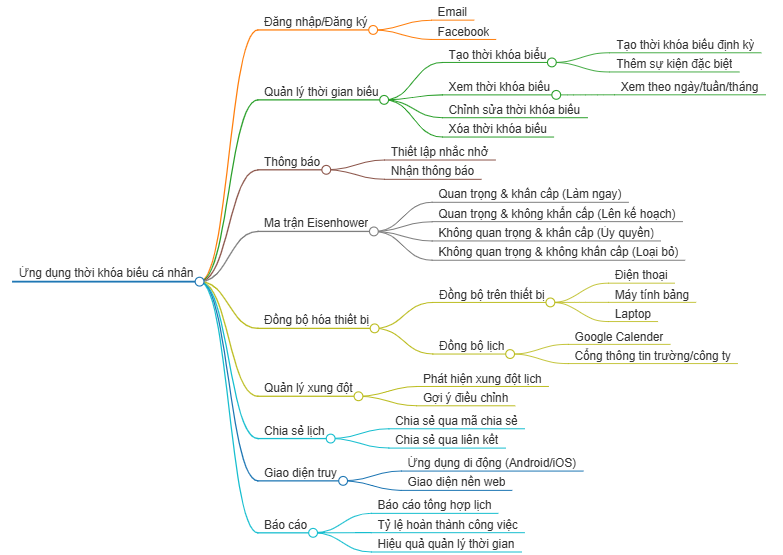 Ứng dụng thời khóa biểu cá nhân
Đăng nhập/Đăng ký
Email
Facebook
Quản lý thời gian biểu
Tạo thời khóa biểu
Tạo thời khóa biểu định kỳ
Thêm sự kiện đặc biệt
Xem thời khóa biểu
Xem theo ngày/tuần/tháng
Chỉnh sửa thời khóa biểu
Xóa thời khóa biểu
Thông báo
Thiết lập nhắc nhở
Nhận thông báo
Ma trận Eisenhower
Quan trọng & khẩn cấp (Làm ngay)
Quan trọng & không khẩn cấp (Lên kế hoạch)
Không quan trọng & khẩn cấp (Ủy quyền)
Không quan trọng & không khẩn cấp (Loại bỏ)
Đồng bộ hóa thiết bị
Đồng bộ trên thiết bị
Điện thoại
Máy tính bảng
Laptop
Đồng bộ lịch
Google Calender
Cổng thông tin trường/công ty
Quản lý xung đột
Phát hiện xung đột lịch
Gợi ý điều chỉnh
Chia sẻ lịch
Chia sẻ qua mã chia sẻ
Chia sẻ qua liên kết
Giao diện truy
Ứng dụng di động (Android/iOS)
Giao diện nền web
Báo cáo
Báo cáo tổng hợp lịch
Tỷ lệ hoàn thành công việc
Hiệu quả quản lý thời gian